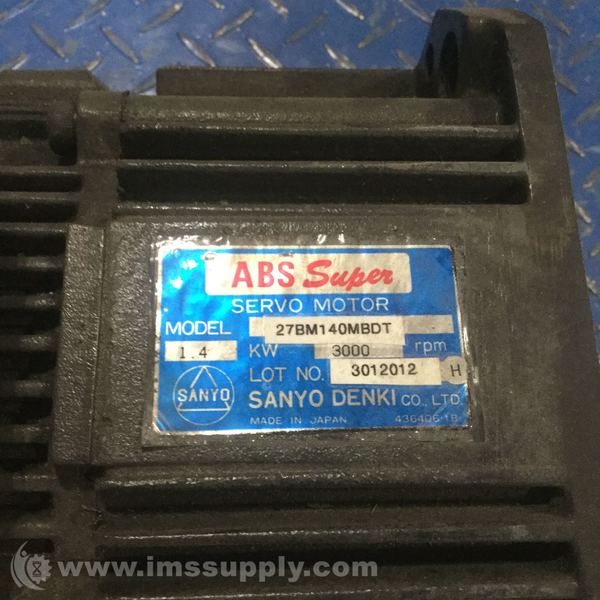 ABS Super
SERVO MOTOR
MODEL 27BM140MBDT
1.4 KW 3000 rpm
LOT NO. 3012012 H
SANYO
SANYO DENKI CO., LTD.
MADE IN JAPAN 436406-1B
www.imssupply.com